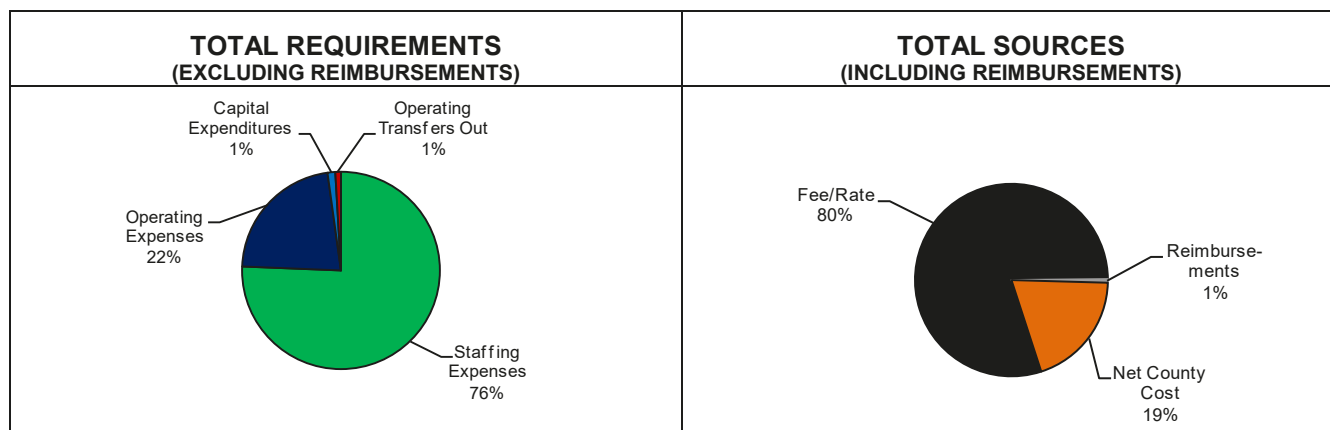 TOTAL REQUIREMENTS
(EXCLUDING REIMBURSEMENTS)
Capital
Expenditures
1%
Operating
Transfers Out
1%
Operating
Expenses
22%
Staffing
Expenses
76%
TOTAL SOURCES
(INCLUDING REIMBURSEMENTS)
Fee/Rate
80%
Reimburse-
ments
1%
Net County
Cost
19%